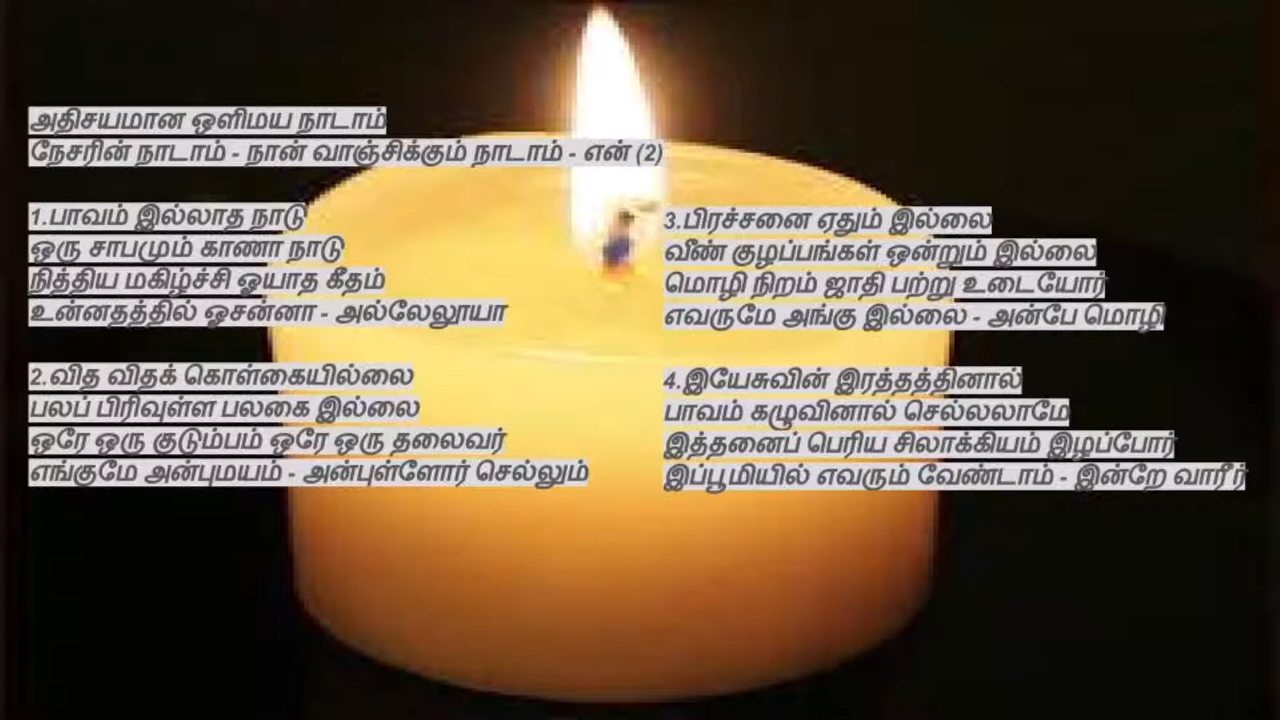 அதிசயமான ஒளிமய நாடாம்
நேசரின் நாடாம் - நான் வாஞ்சிக்கும் நாடாம் - என் (2)
1.பாவம் இல்லாத நாடு
ஒரு சாபமும் காணா நாடு
நித்திய மகிழ்ச்சி ஓயாத கீதம்
உன்னதத்தில் ஓசன்னா - அல்லேலூயா
2.வித விதக் கொள்கையில்லை
பலப் பிரிவுள்ள பலகை இல்லை
ஒரே ஒரு குடும்பம் ஒரே ஒரு தலைவர்
எங்குமே அன்புமயம் - அன்புள்ளோர் செல்லும்
3.பிரச்சனை ஏதும் இல்லை
வீண் குழப்பங்கள் ஒன்றும் இல்லை
மொழி நிறம் ஜாதி பற்று உடையோர்
எவருமே அங்கு இல்லை - அன்பே மொழி
4.இயேசுவின் இரத்தத்தினால்
பாவம் கழுவினால் செல்லலாமே
இத்தனைப் பெரிய சிலாக்கியம் இழப்போர்
இப்பூமியில் எவரும் வேண்டாம் - இன்றே வாரீர்